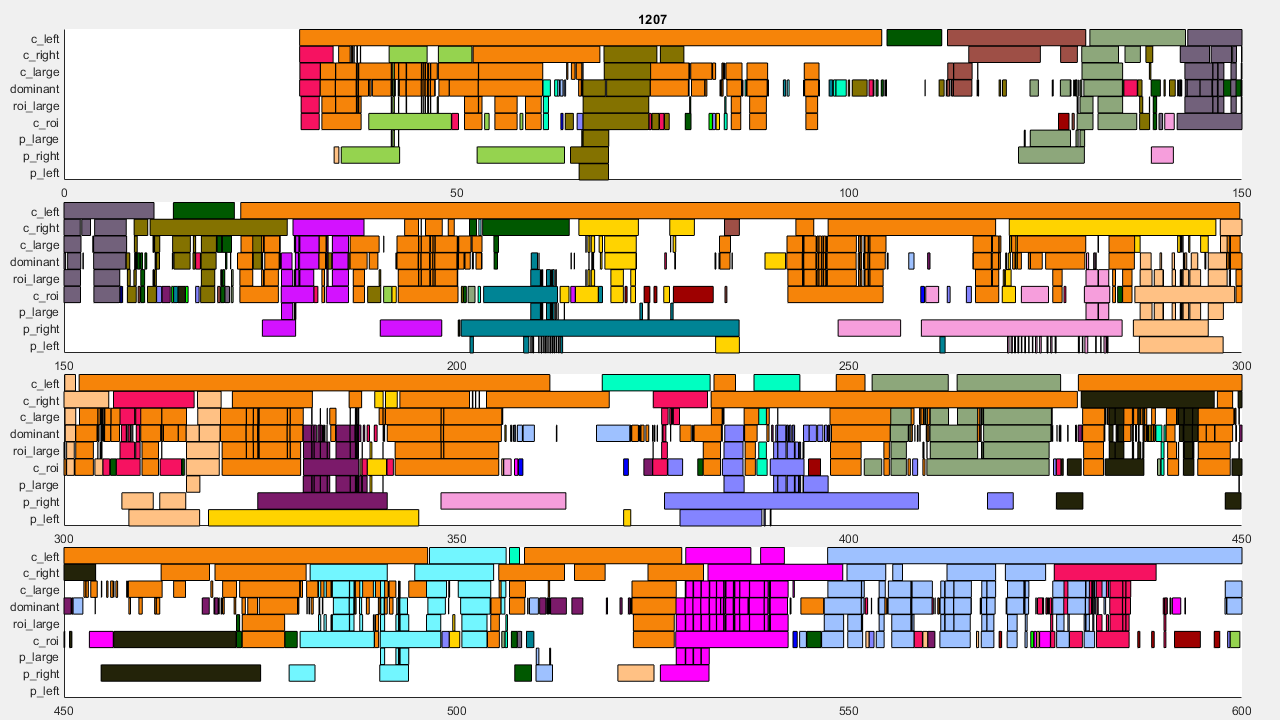 1207
c_left
c_right
c_large
dominant
roi_large
c_roi
p_large
p_right
p_left
0 50 100 150
c_left
c_right
c_large
dominant
roi_large
c_roi
p_large
p_right
p_left
150 200 250 300
c_left
c_right
c_large
dominant
roi_large
c_roi
p_large
p_right
p_left
300 350 400 450
c_left
c_right
c_large
dominant
roi_large
c_roi
p_large
p_right
p_left
450 500 550 600